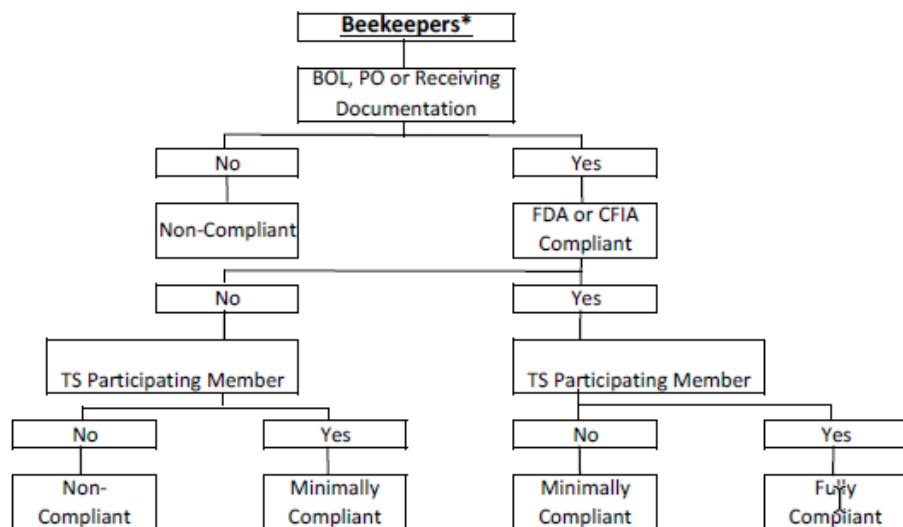 Beekeepers*
BOL, PO or Receiving
Documentation
No
Yes
Non-Compliant
FDA or CFIA
Compliant
No
Yes
TS Participating Member
TS Participating Member
No
Yes
No
Yes
Non-
Compliant
Minimally
Compliant
Minimally
Compliant
Fully
Compliant